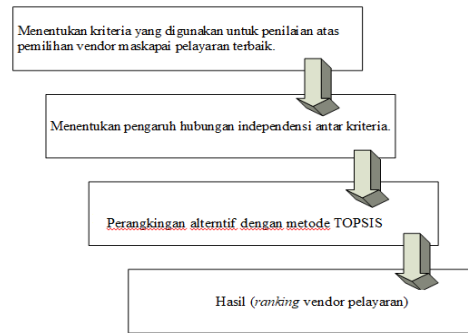 Menentukan kriteria yang digunakan untuk penilaian atas
pemilihan vendor maskapai pelayaran terbaik.
Menentukan pengaruh hubungan independensi antar kriteria.
Perangkingan alterntif dengan metode TOPSIS
Hasil (ranking vendor pelayaran)